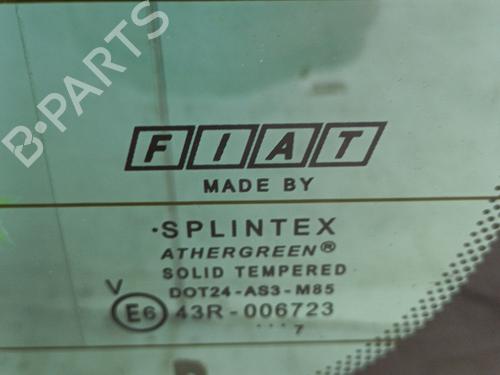 B-PARTS
FIAT
MADE BY
·SPLINTEX
ATHERGREEN®
SOLID TEMPERED
DOT24-AS3-M85
V
E6 43R-006723
... 7